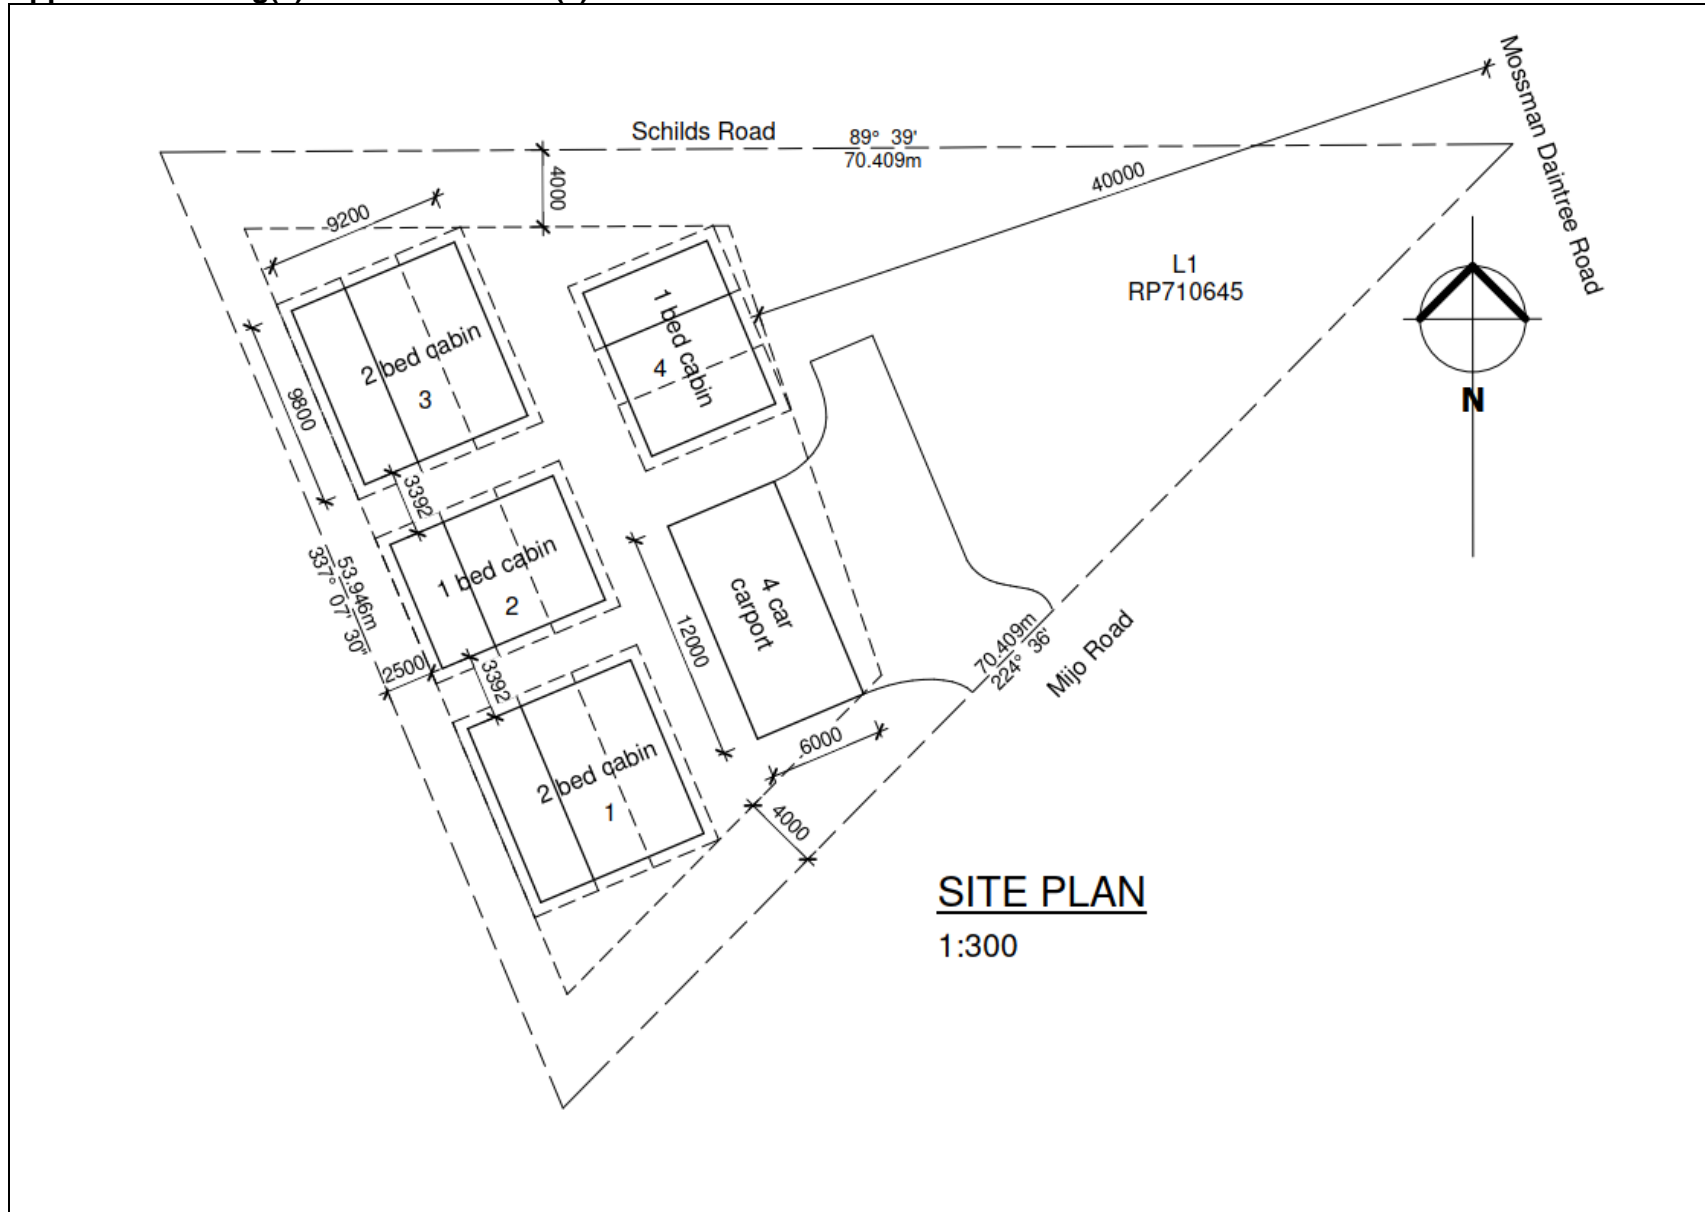 Schilds Road
89° 39'
70.409m
Mossman Daintree Road
40000
4000
9200
L1
RP710645
N
2 bed cabin
3
1 bed cabin
4
9800
3392
1 bed cabin
2
53.946m
337° 07' 30"
2500
3392
12000
4 car
carport
70.409m
224° 36'
Mijo Road
2 bed cabin
1
6000
4000
SITE PLAN
1:300